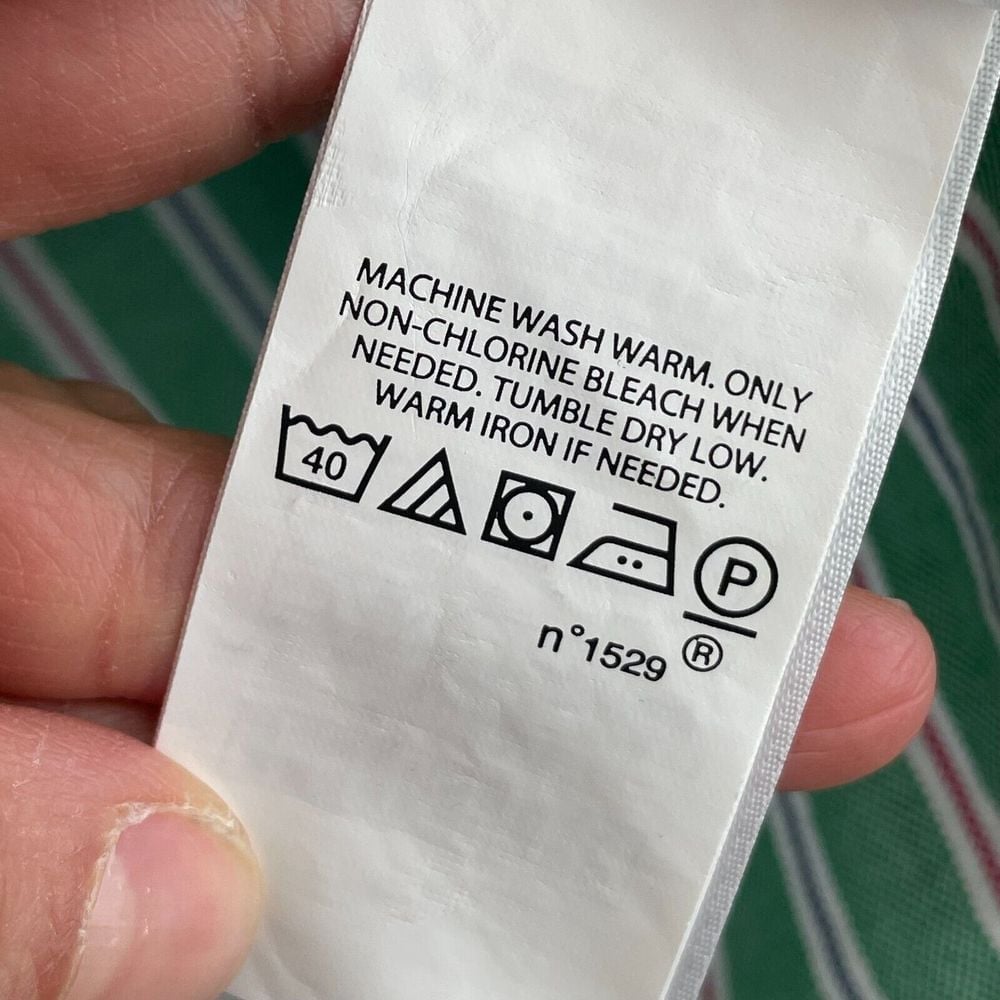 MACHINE WASH WARM. ONLY
NON-CHLORINE BLEACH WHEN
NEEDED. TUMBLE DRY LOW.
WARM IRON IF NEEDED.
40
P
n°1529 ®